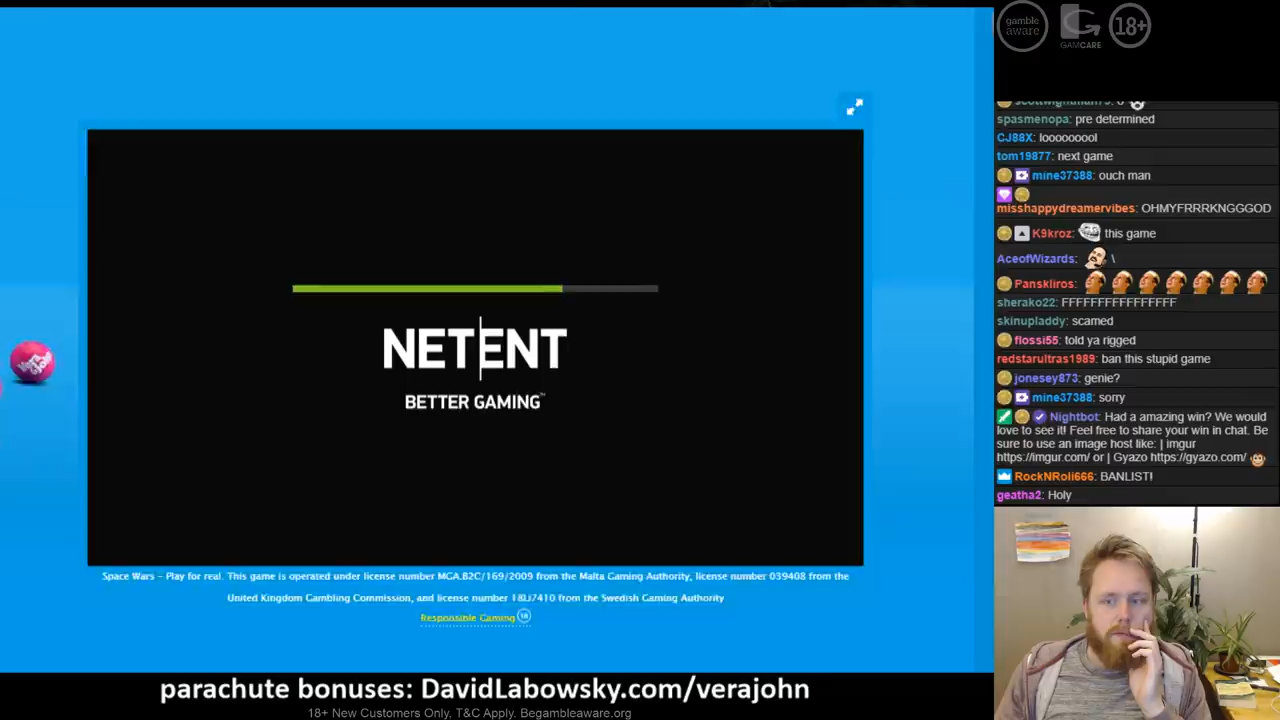 gamble
aware
GAMCARE
18+
spasmenopa: pre determined
CJ88X: loooooool
tom19877: next game
mine37388: ouch man
misshappydreamervibes: OHMYFRRRKNGGGOD
K9kroz: this game
AceofWizards: \
Panskliros:
sherako22: FFFFFFFFFFFFFFFF
skinupladdy: scamed
flossi55: told ya rigged
redstarultras1989: ban this stupid game
jonesey873: genie?
mine37388: sorry
Nightbot: Had a amazing win? We would
love to see it! Feel free to share your win in chat. Be
sure to use an image host like: | imgur
https://imgur.com/ or | Gyazo https://gyazo.com/
RockNRoli666: BANLIST!
geatha2: Holy
NETENT
BETTER GAMING™
Space Wars – Play for real. This game is operated under license number MGA.B2C/169/2009 from the Malta Gaming Authority, license number 039408 from the
United Kingdom Gambling Commission, and license number 18Li7410 from the Swedish Gaming Authority
Responsible Gaming 18
parachute bonuses: DavidLabowsky.com/verajohn
18+ New Customers Only, T&C Apply. Begambleaware.org